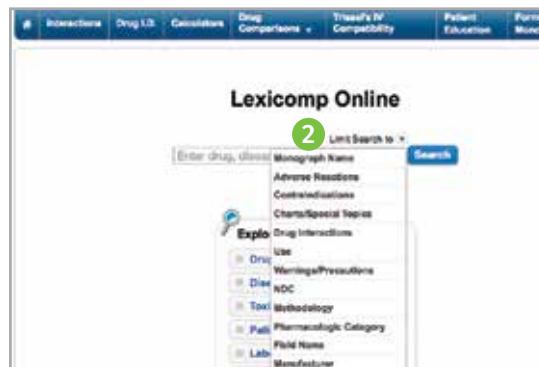 Interactions Drug I.D. Calculators Drug Comparisons Trissel's IV Compatibility Patient Education
Lexicomp Online
2 Limit Search to
Enter drug, Search
Monograph Name
Adverse Reactions
Contraindications
Charts/Special Topics
Explo Drug Interactions
Use
Drug
Warnings/Precautions
Dise
NDC
Toxi Methodology
Pati Pharmacologic Category
Field Name
Lab
Manufacturer